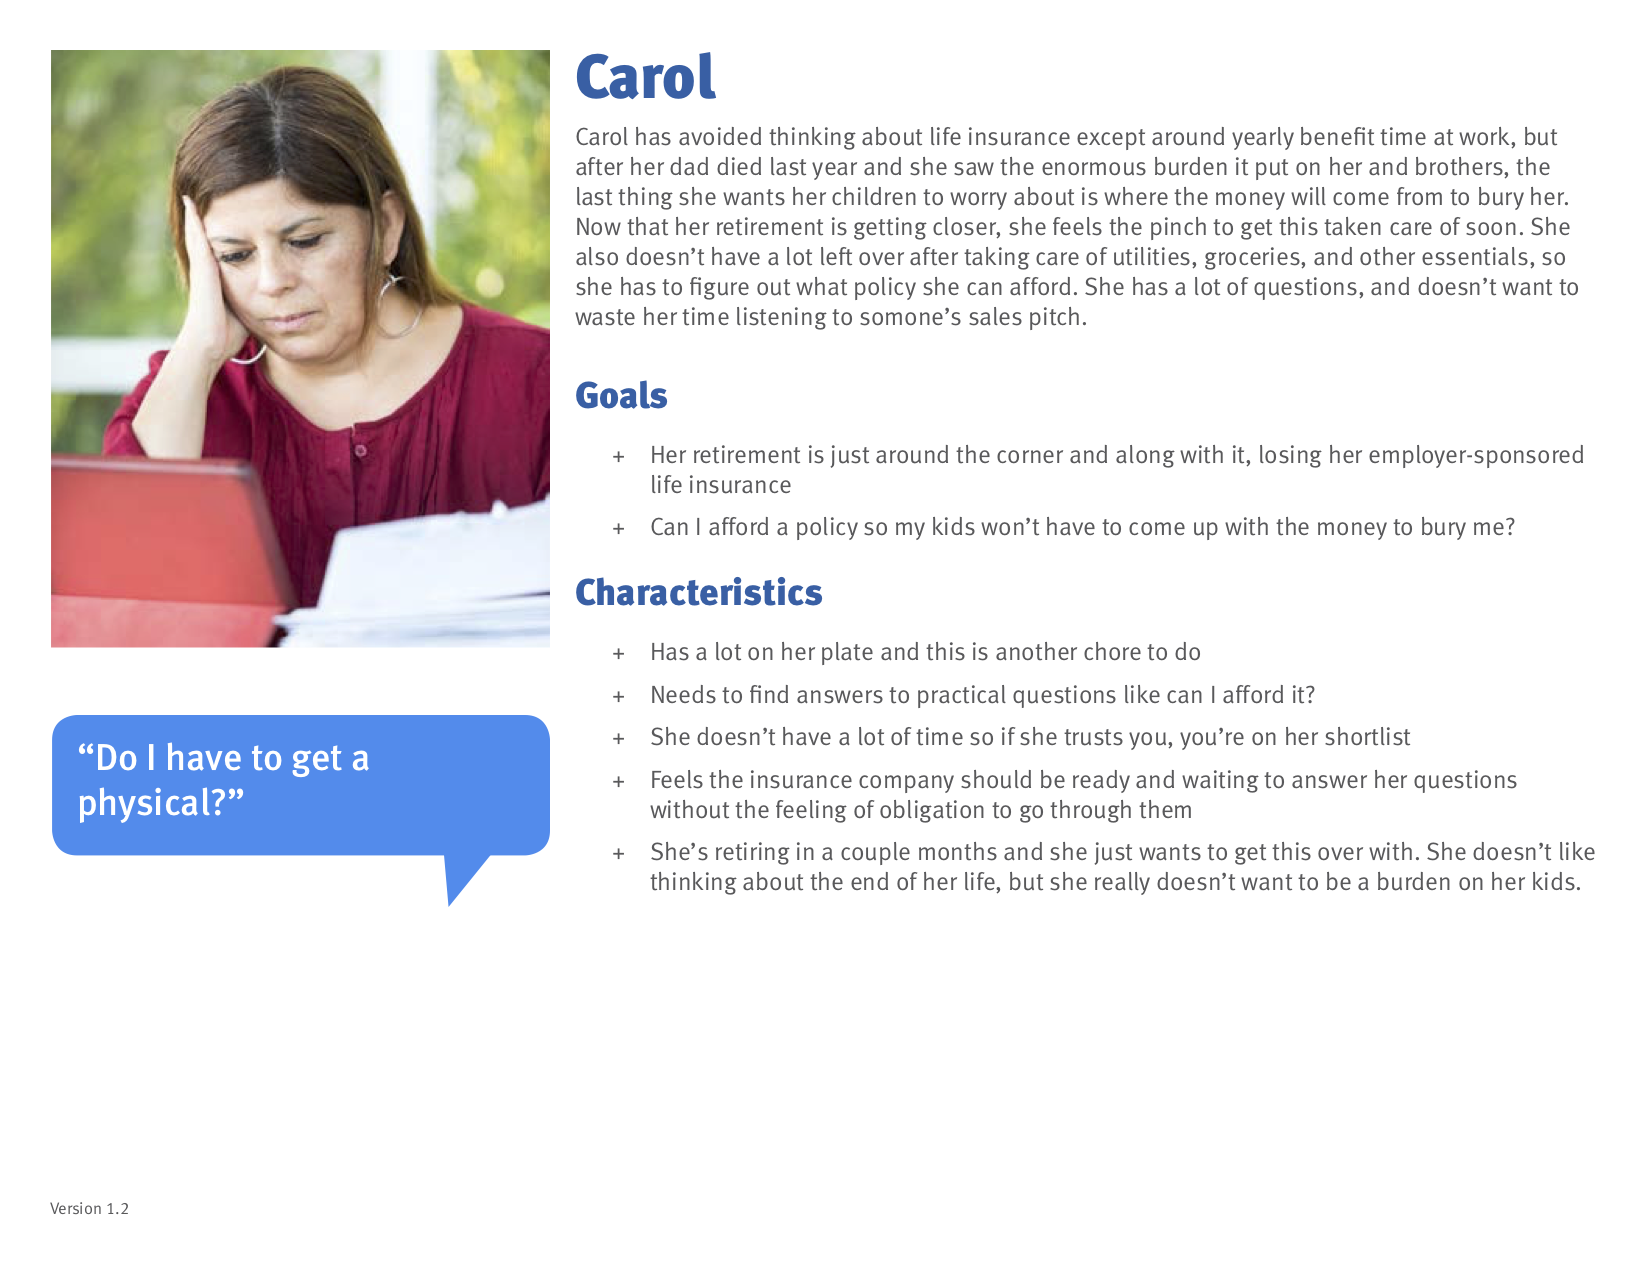 Carol
Carol has avoided thinking about life insurance except around yearly benefit time at work, but
after her dad died last year and she saw the enormous burden it put on her and brothers, the
last thing she wants her children to worry about is where the money will come from to bury her.
Now that her retirement is getting closer, she feels the pinch to get this taken care of soon. She
also doesn’t have a lot left over after taking care of utilities, groceries, and other essentials, so
she has to figure out what policy she can afford. She has a lot of questions, and doesn’t want to
waste her time listening to somone’s sales pitch.
Goals
+ Her retirement is just around the corner and along with it, losing her employer-sponsored
life insurance
+ Can I afford a policy so my kids won’t have to come up with the money to bury me?
Characteristics
+ Has a lot on her plate and this is another chore to do
+ Needs to find answers to practical questions like can I afford it?
+ She doesn’t have a lot of time so if she trusts you, you’re on her shortlist
+ Feels the insurance company should be ready and waiting to answer her questions
without the feeling of obligation to go through them
+ She’s retiring in a couple months and she just wants to get this over with. She doesn’t like
thinking about the end of her life, but she really doesn’t want to be a burden on her kids.
“Do I have to get a
physical?”
Version 1.2